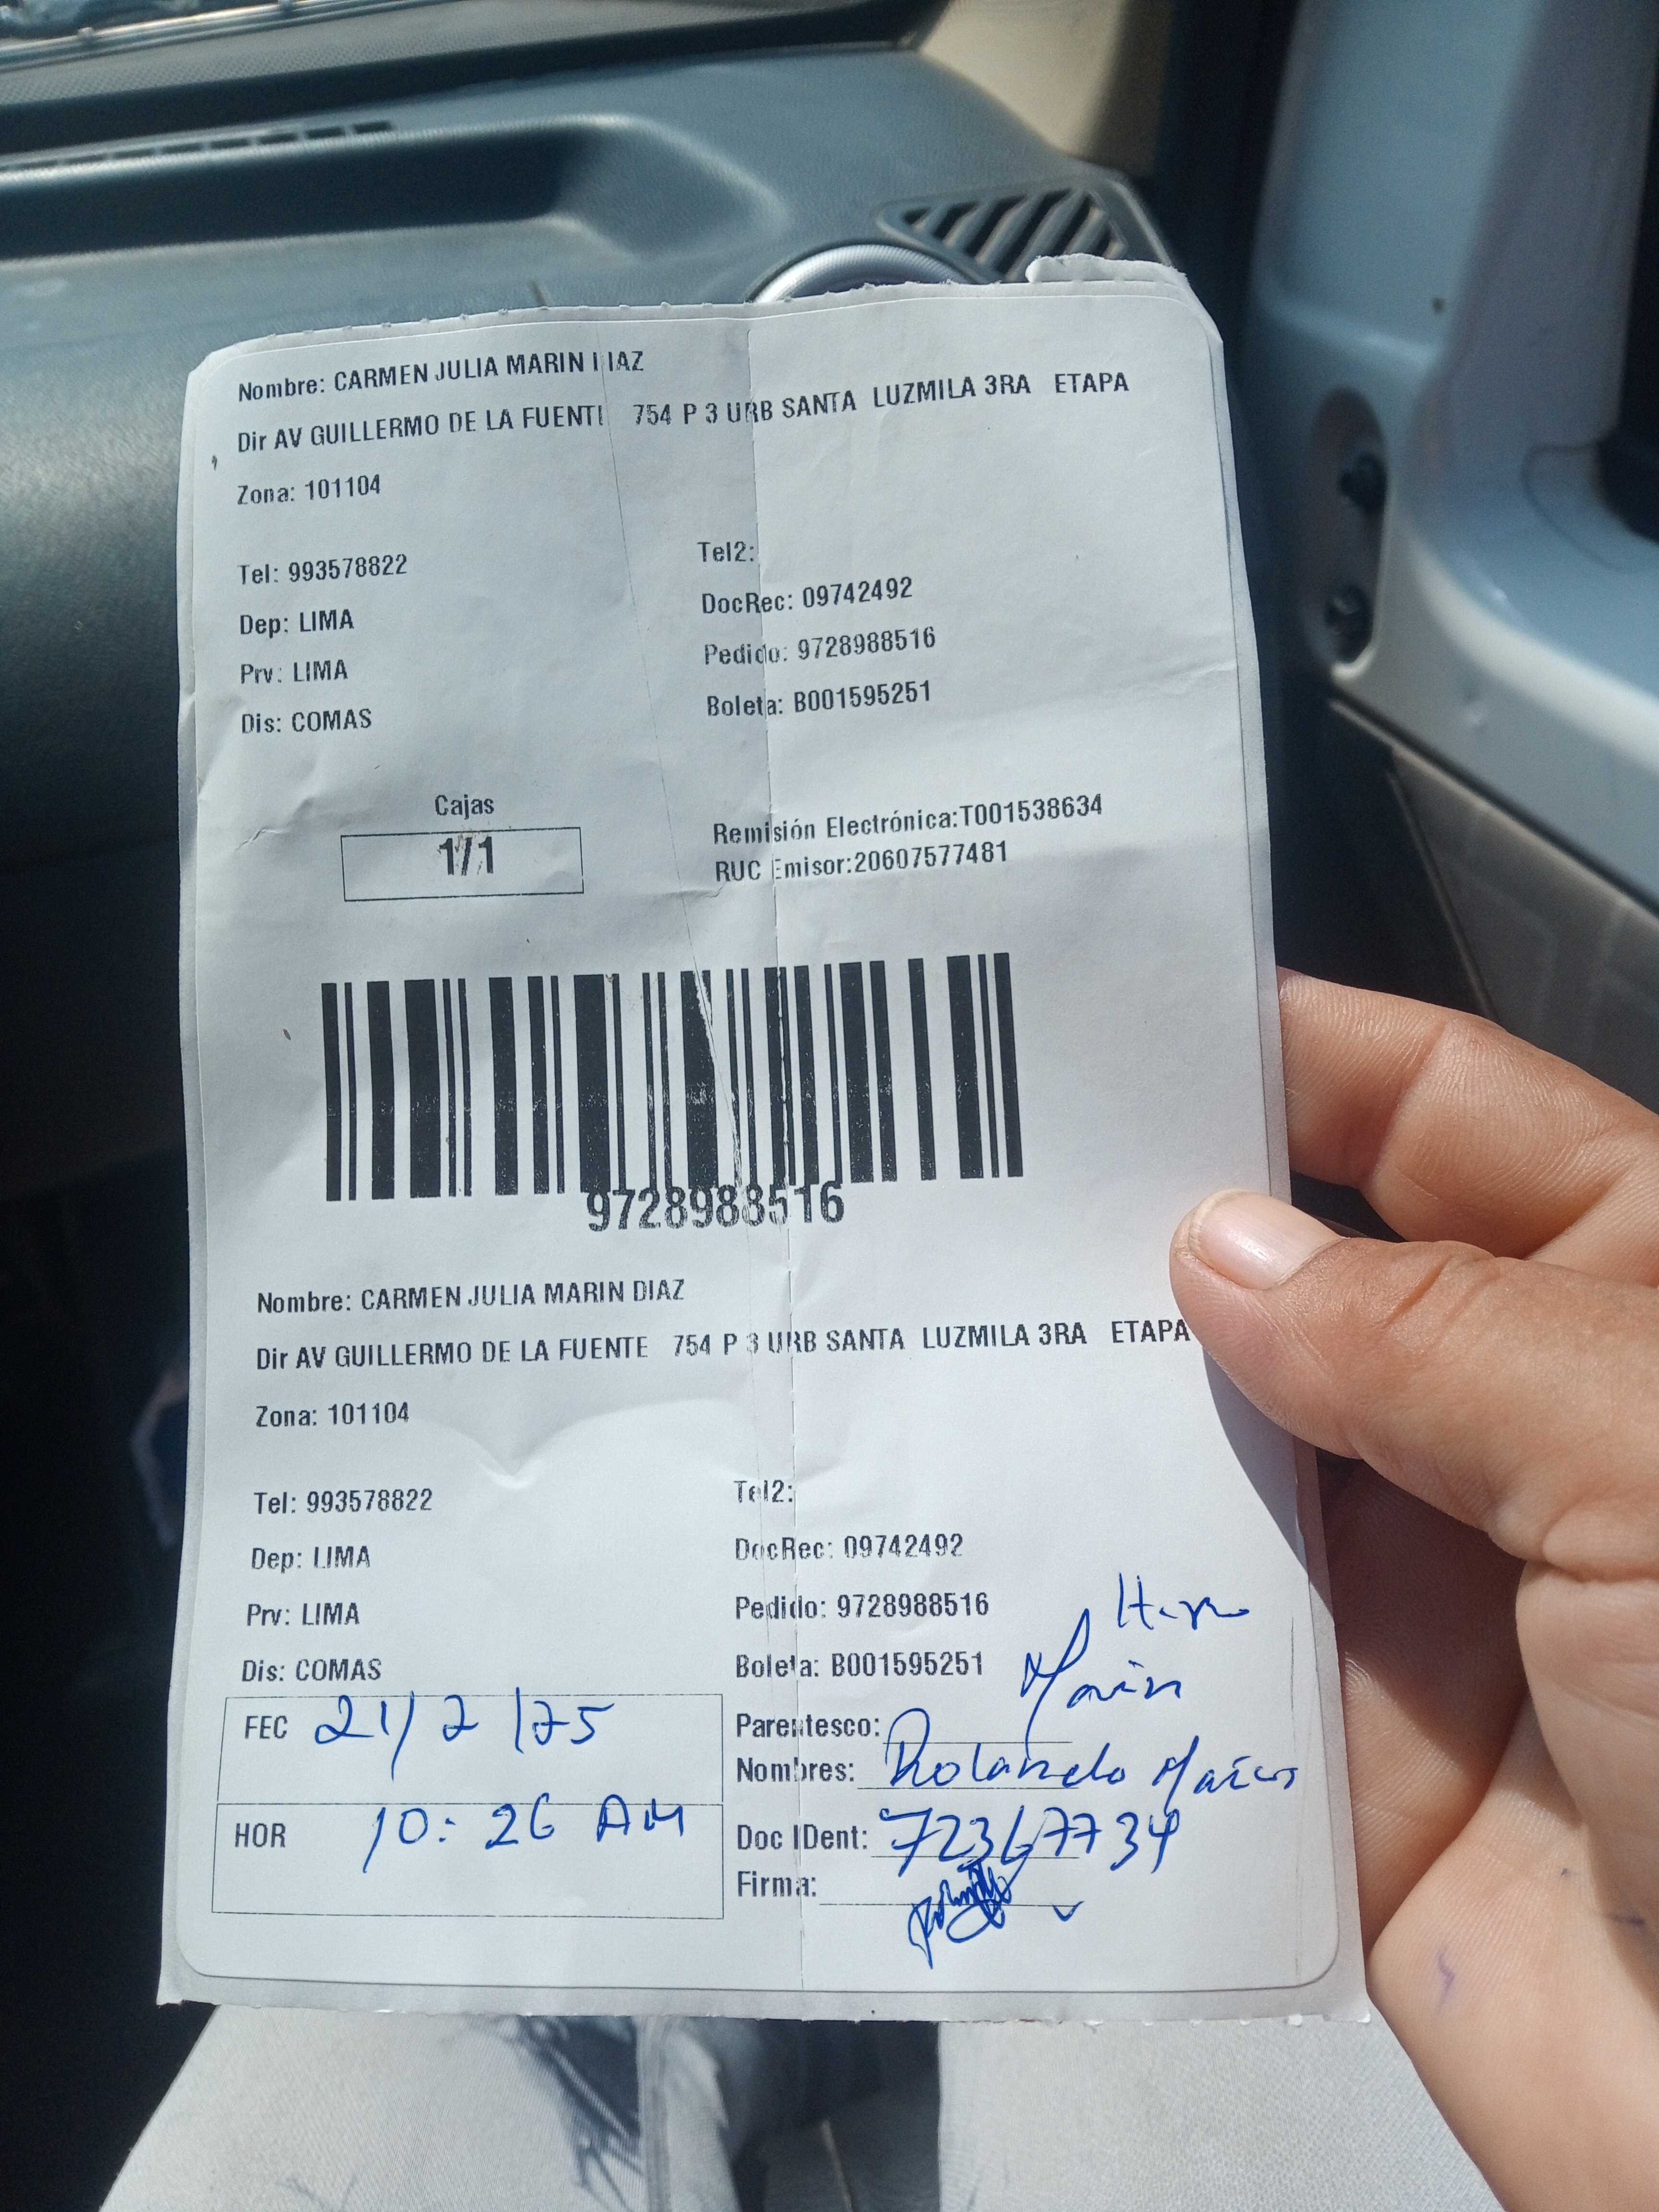 Nombre: CARMEN JULIA MARIN DIAZ
Dir AV GUILLERMO DE LA FUENTE 754 P 3 URB SANTA LUZMILA 3RA ETAPA
Zona: 101104
Tel: 993578822 Tel2:
Dep: LIMA DocRec: 09742492
Prv: LIMA Pedido: 9728988516
Dis: COMAS Boleta: B001595251
Cajas
1/1
Remisión Electrónica:T001538634
RUC Emisor:20607577481
9728988516
Nombre: CARMEN JULIA MARIN DIAZ
Dir AV GUILLERMO DE LA FUENTE 754 P 3 URB SANTA LUZMILA 3RA ETAPA
Zona: 101104
Tel: 993578822 Tel2:
Dep: LIMA DocRec: 09742492
Prv: LIMA Pedido: 9728988516
Dis: COMAS Boleta: B001595251
Marin
FEC 21/2/25 Parentesco:
Nombres: Rolando
HOR 10:26 AM Doc IDent: 72367734
Firma: